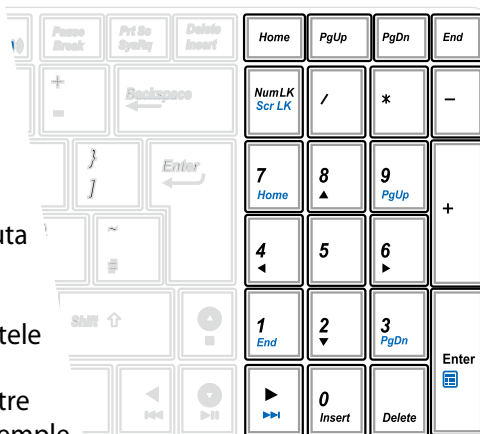 Pause Break
Prt Sc SysRq
Delete Insert
Home
PgUp
PgDn
End
+
=
Backspace
NumLK
Scr LK
/
*
-
}
]
Enter
7
Home
8
9
PgUp
+
~
#
4
5
6
Shift
1
End
2
3
PgDn
Enter
0
Insert
Delete
uta
tele
tre
emple